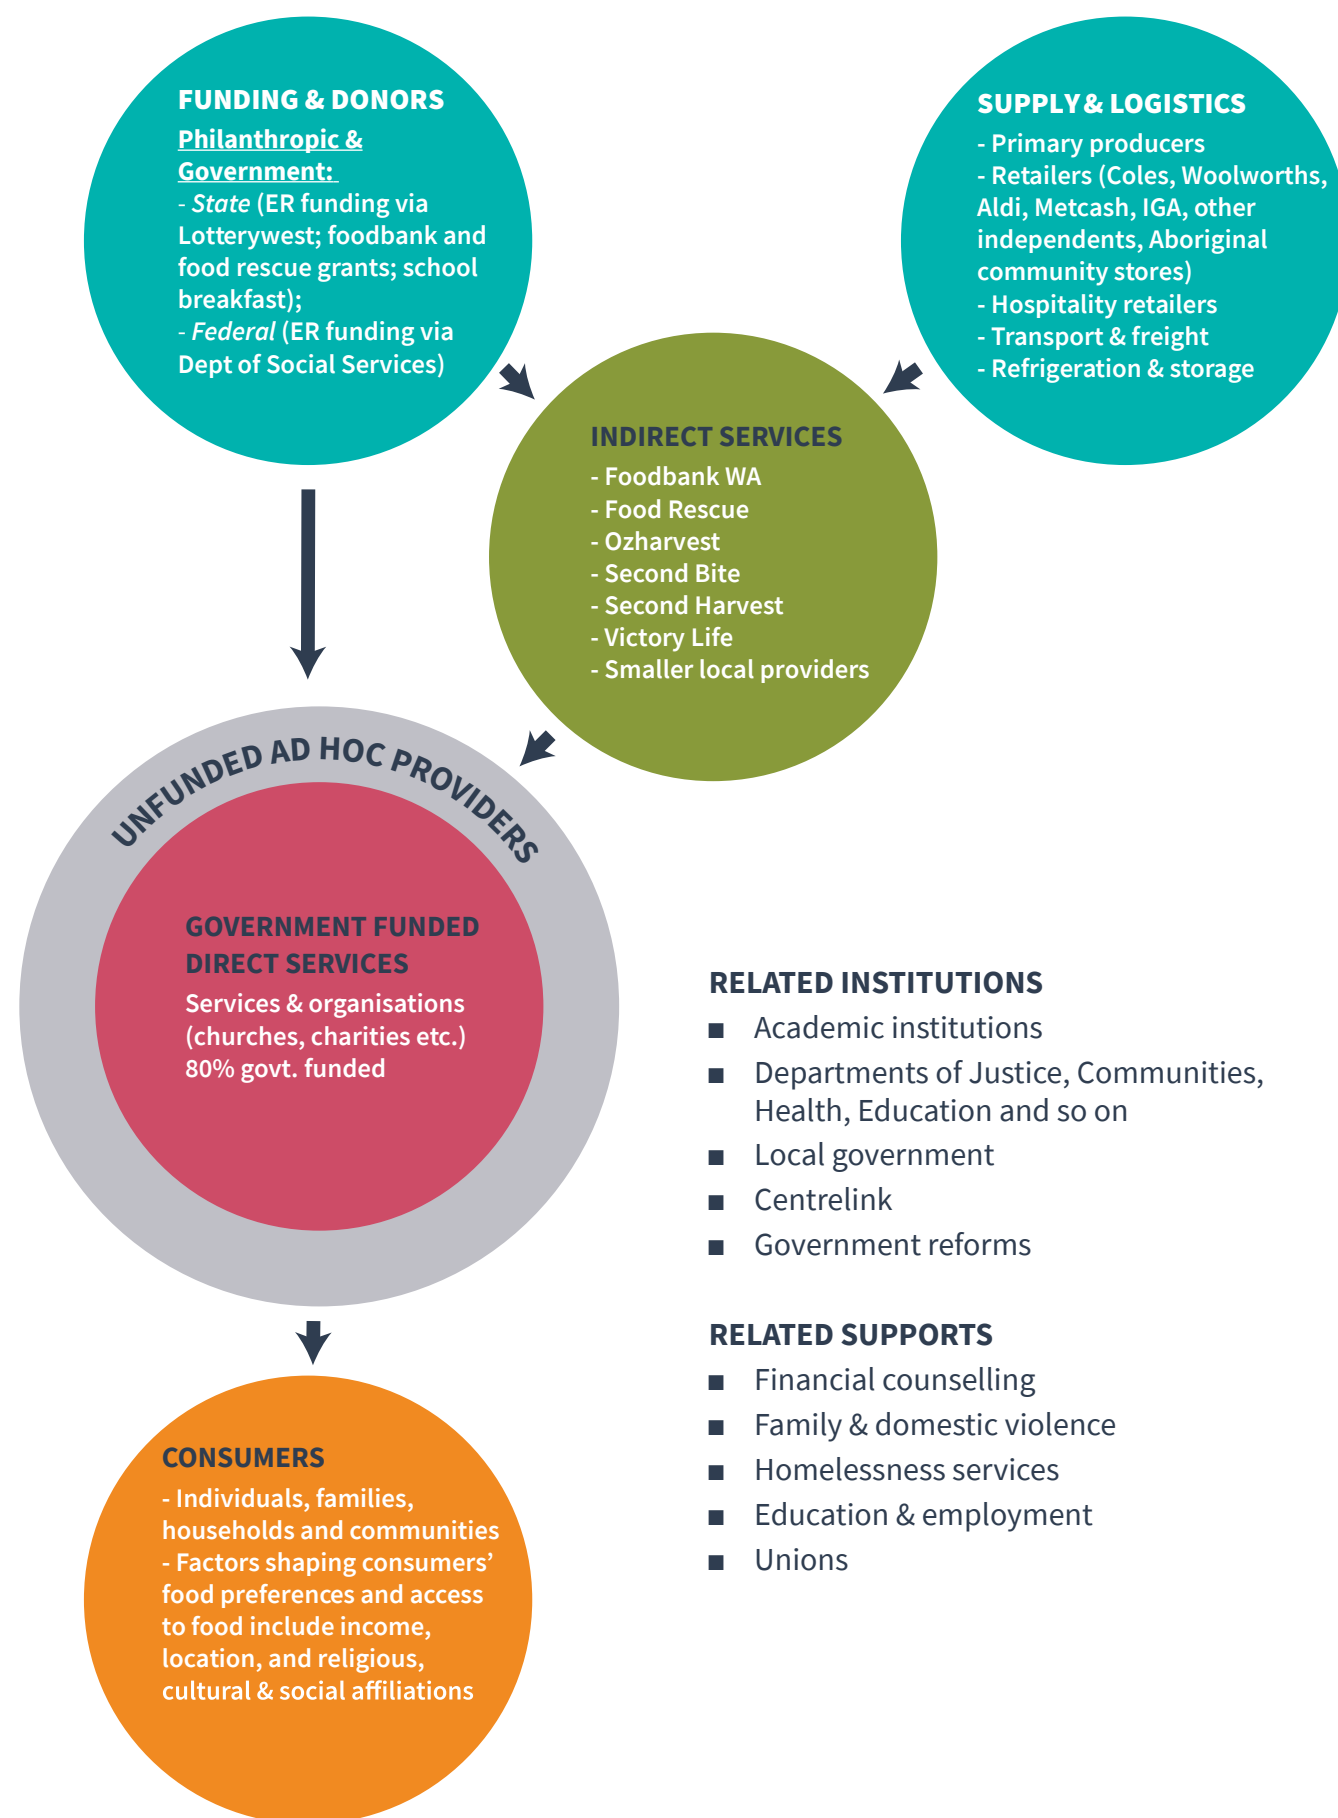 FUNDING & DONORS
Philanthropic &
Government:
- State (ER funding via
Lotterywest; foodbank and
food rescue grants; school
breakfast);
- Federal (ER funding via
Dept of Social Services)
SUPPLY & LOGISTICS
- Primary producers
- Retailers (Coles, Woolworths,
Aldi, Metcash, IGA, other
independents, Aboriginal
community stores)
- Hospitality retailers
- Transport & freight
- Refrigeration & storage
INDIRECT SERVICES
- Foodbank WA
- Food Rescue
- Ozharvest
- Second Bite
- Second Harvest
- Victory Life
- Smaller local providers
UNFUNDED AD HOC PROVIDERS
GOVERNMENT FUNDED
DIRECT SERVICES
Services & organisations
(churches, charities etc.)
80% govt. funded
RELATED INSTITUTIONS
■ Academic institutions
■ Departments of Justice, Communities,
Health, Education and so on
■ Local government
■ Centrelink
■ Government reforms
RELATED SUPPORTS
■ Financial counselling
■ Family & domestic violence
■ Homelessness services
■ Education & employment
■ Unions
CONSUMERS
- Individuals, families,
households and communities
- Factors shaping consumers’
food preferences and access
to food include income,
location, and religious,
cultural & social affiliations